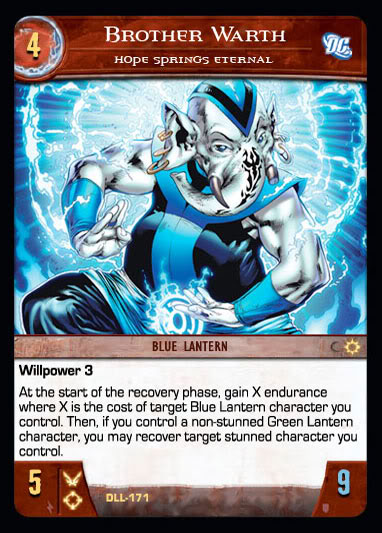 4
BROTHER WARTH
HOPE SPRINGS ETERNAL
DC
BLUE LANTERN
C
Willpower 3
At the start of the recovery phase, gain X endurance
where X is the cost of target Blue Lantern character you
control. Then, if you control a non-stunned Green Lantern
character, you may recover target stunned character you
control.
5
DLL-171
9